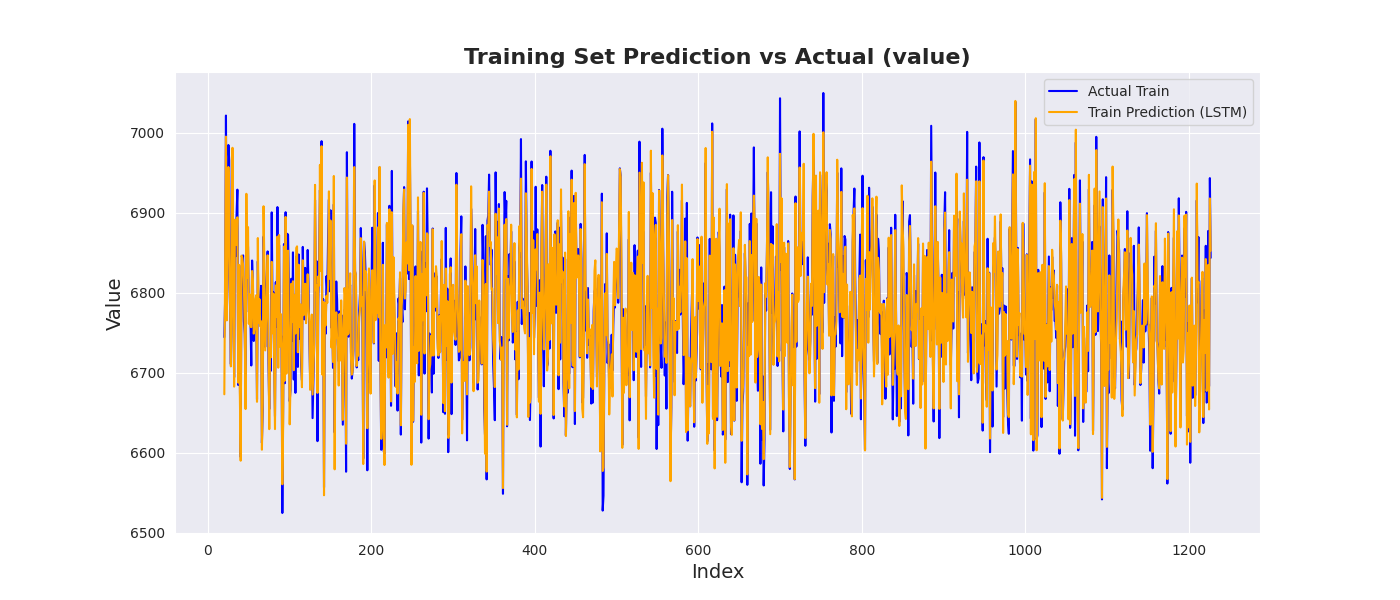 Training Set Prediction vs Actual (value)
Actual Train
Train Prediction (LSTM)
Value
7000
6900
6800
6700
6600
6500
0 200 400 600 800 1000 1200
Index